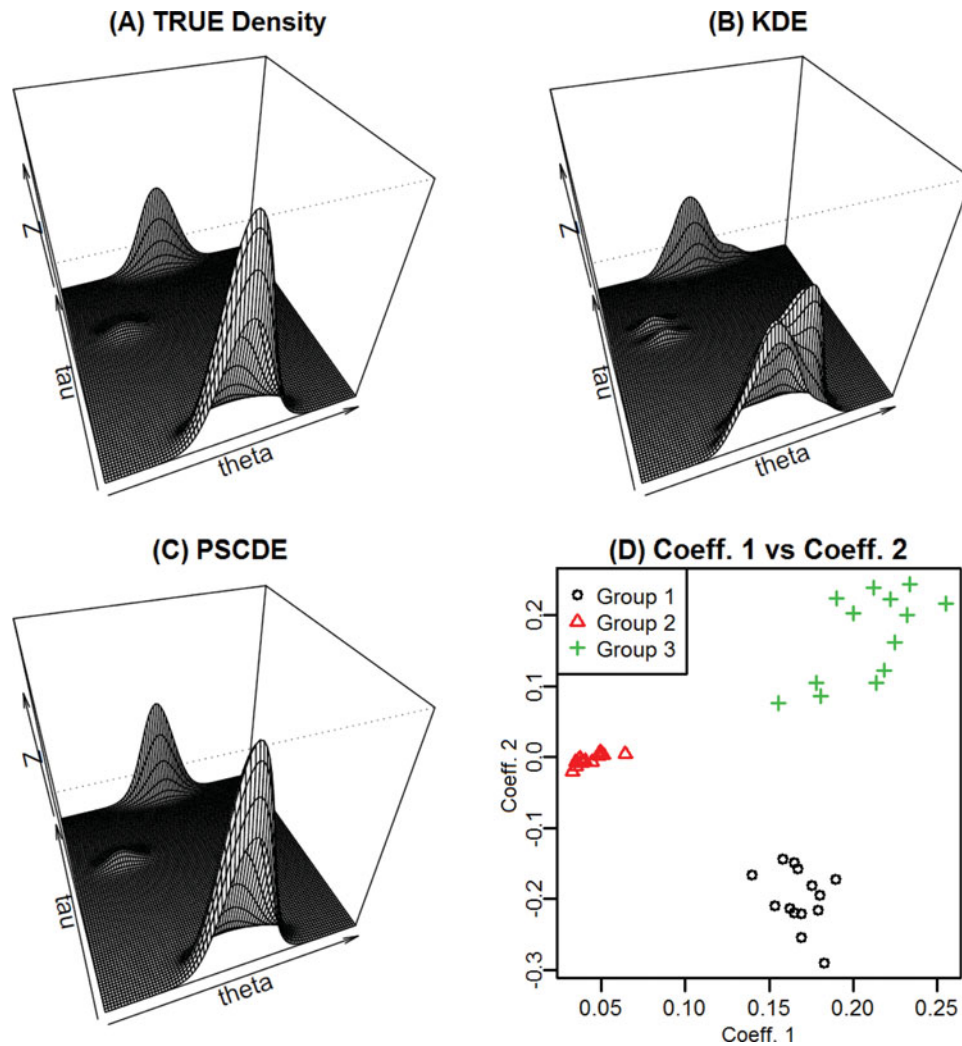 (A) TRUE Density
(B) KDE
Z
tau
theta
Z
tau
theta
(C) PSCDE
(D) Coeff. 1 vs Coeff. 2
Z
tau
theta
Group 1
Group 2
Group 3
0.2
0.1
0.0
-0.1
-0.2
-0.3
Coeff. 2
0.05 0.10 0.15 0.20 0.25
Coeff. 1